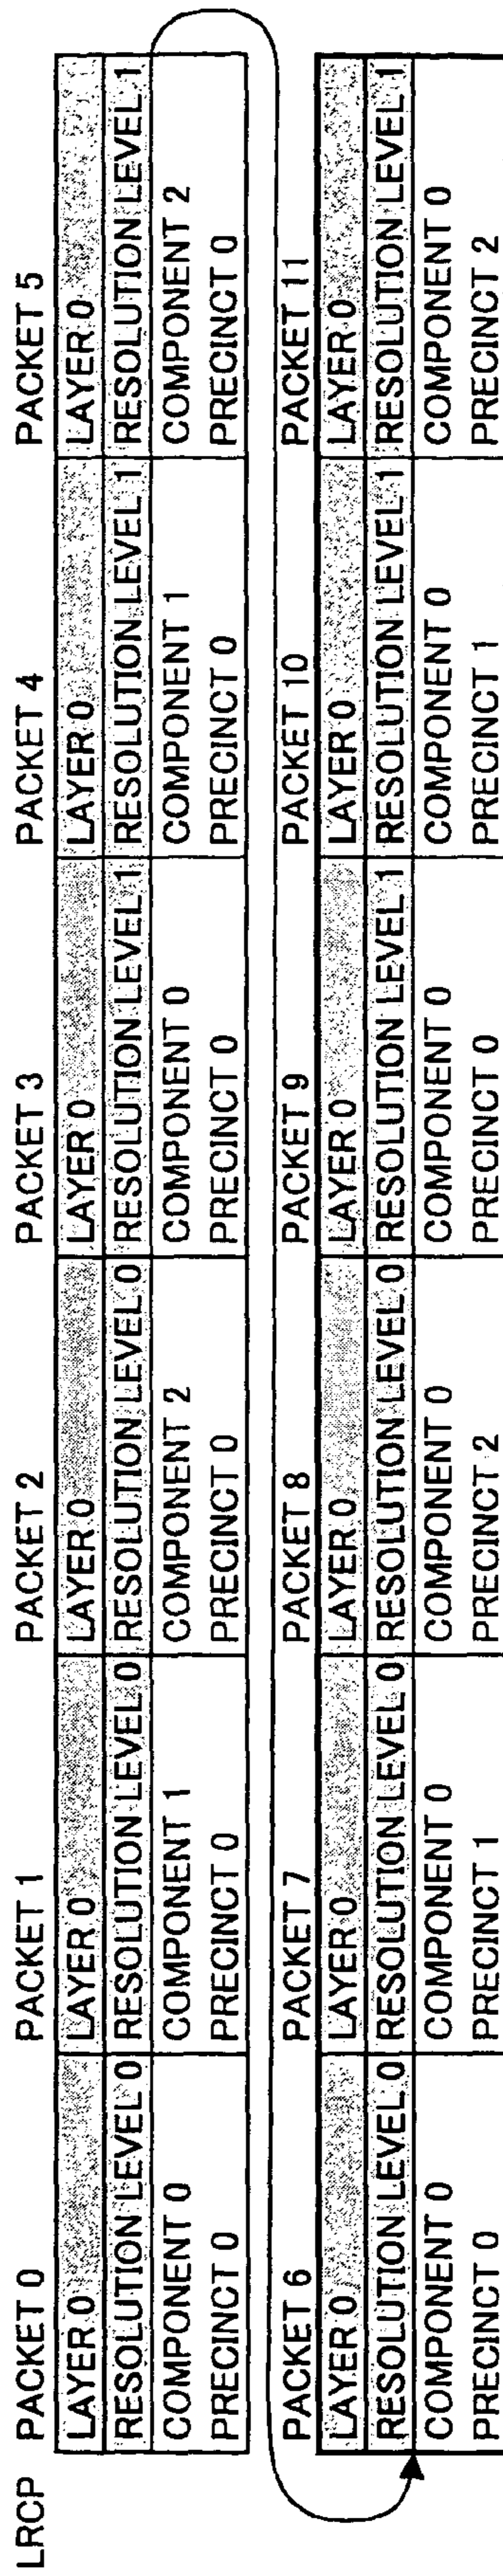 LRCP
PACKET 0 PACKET 1 PACKET 2 PACKET 3 PACKET 4 PACKET 5
LAYER 0 LAYER 0 LAYER 0 LAYER 0 LAYER 0 LAYER 0
RESOLUTION LEVEL 0 RESOLUTION LEVEL 0 RESOLUTION LEVEL 0 RESOLUTION LEVEL 1 RESOLUTION LEVEL 1 RESOLUTION LEVEL 1
COMPONENT 0 COMPONENT 1 COMPONENT 2 COMPONENT 0 COMPONENT 1 COMPONENT 2
PRECINCT 0 PRECINCT 0 PRECINCT 0 PRECINCT 0 PRECINCT 0 PRECINCT 0
PACKET 6 PACKET 7 PACKET 8 PACKET 9 PACKET 10 PACKET 11
LAYER 0 LAYER 0 LAYER 0 LAYER 0 LAYER 0 LAYER 0
RESOLUTION LEVEL 0 RESOLUTION LEVEL 0 RESOLUTION LEVEL 0 RESOLUTION LEVEL 1 RESOLUTION LEVEL 1 RESOLUTION LEVEL 1
COMPONENT 0 COMPONENT 0 COMPONENT 0 COMPONENT 0 COMPONENT 0 COMPONENT 0
PRECINCT 0 PRECINCT 1 PRECINCT 2 PRECINCT 0 PRECINCT 1 PRECINCT 2